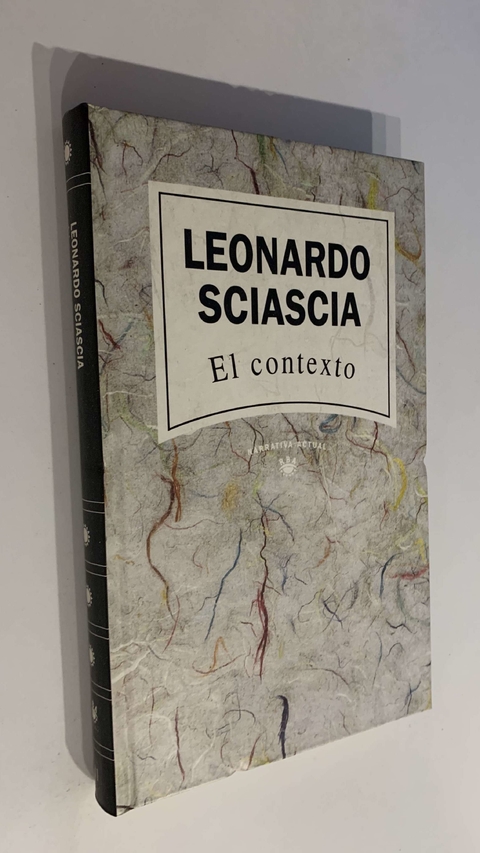 LEONARDO
SCIASCIA
El contexto
NARRATIVA ACTUAL
LEONARDO SCIASCIA